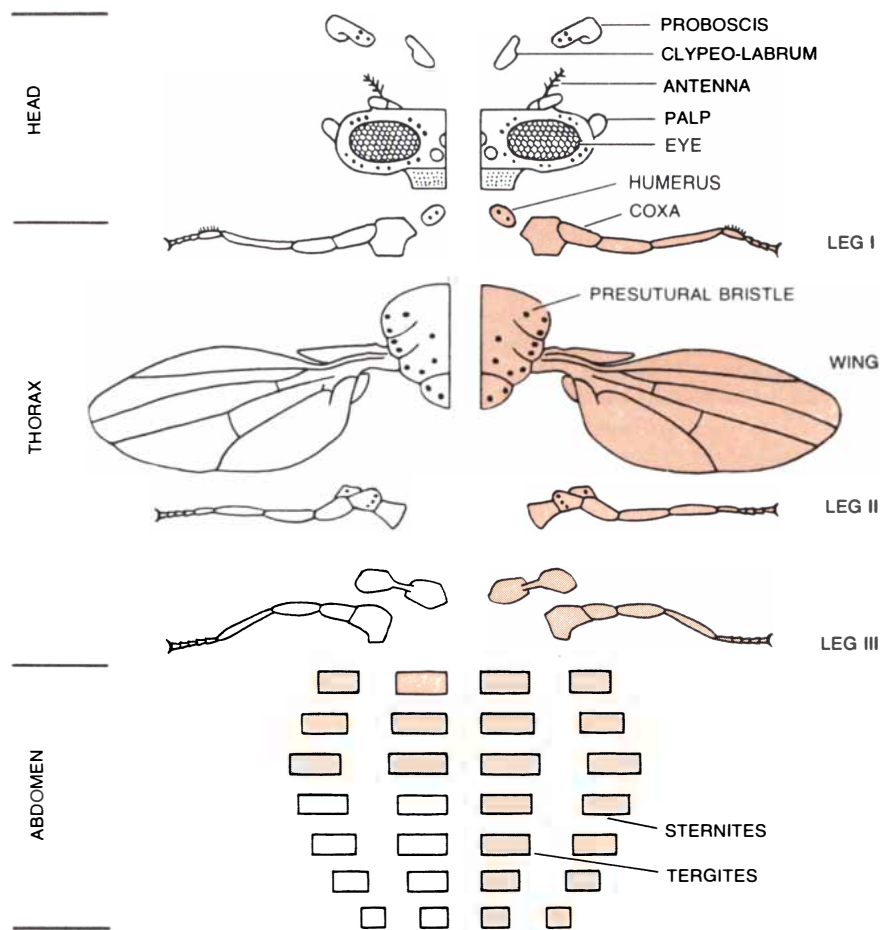 HEAD
PROBOSCIS
CLYPEO-LABRUM
ANTENNA
PALP
EYE
HUMERUS
COXA
LEG I
THORAX
PRESUTURAL BRISTLE
WING
LEG II
LEG III
ABDOMEN
STERNITES
TERGITES